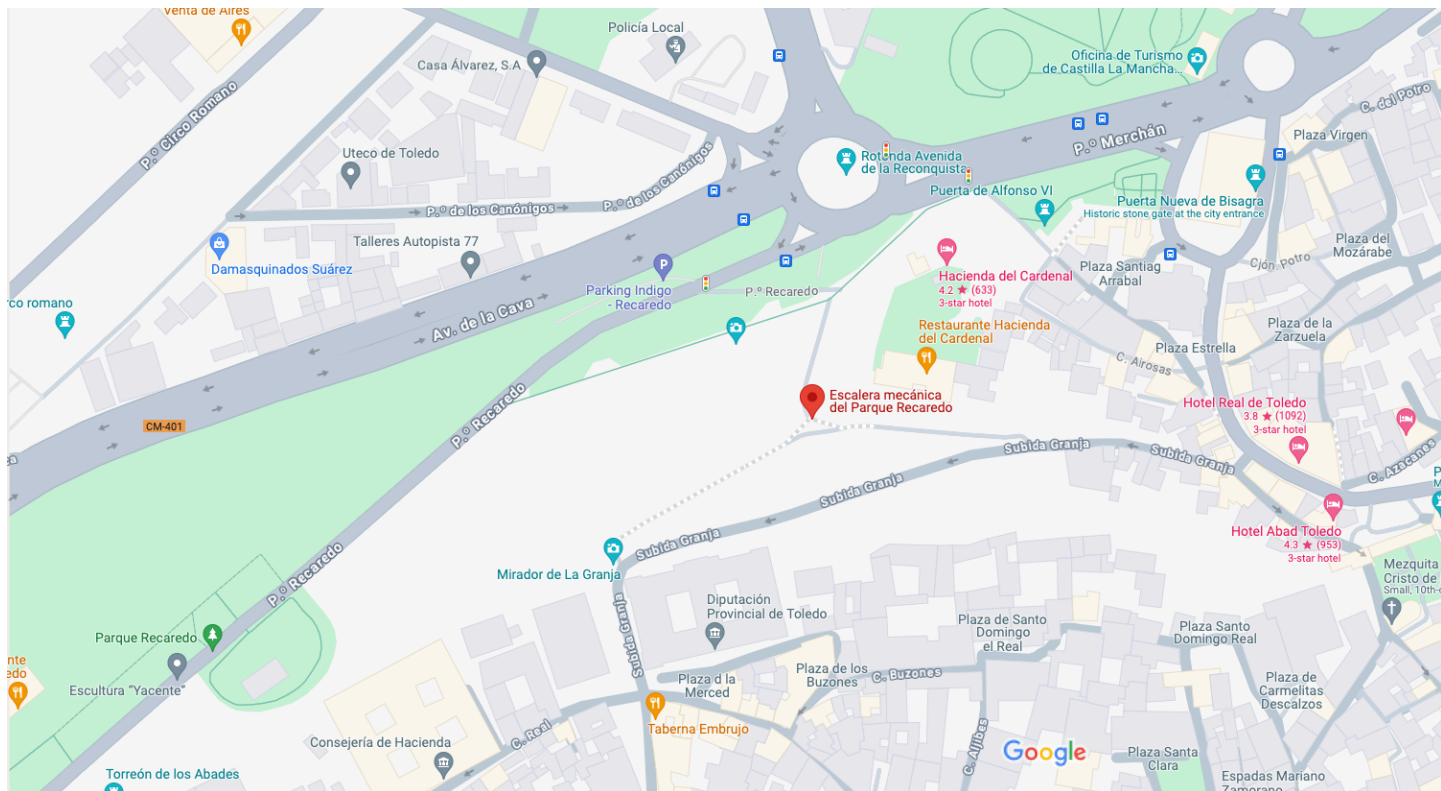 Venta de Aires
Policía Local
Casa Álvarez, S.A
Oficina de Turismo
de Castilla La Mancha...
P.º Circo Romano
C. del Potro
P.º Merchán
Plaza Virgen
Uteco de Toledo
Rotonda Avenida
de la Reconquista
Puerta de Alfonso VI
Puerta Nueva de Bisagra
Historic stone gate at the city entrance
P.º de los Canónigos
P.º de los Canónigos
Talleres Autopista 77
Damasquinados Suárez
Plaza del
Mozárabe
Cjón. Potro
Plaza Santiag
Arrabal
Hacienda del Cardenal
4.2 ★ (633)
3-star hotel
P
Parking Indigo
- Recaredo
P.º Recaredo
rco romano
Av. de la Cava
Restaurante Hacienda
del Cardenal
Plaza de la
Zarzuela
Plaza Estrella
C. Airosas
Escalera mecánica
del Parque Recaredo
Hotel Real de Toledo
3.8 ★ (1092)
3-star hotel
P.º Recaredo
CM-401
ca
Subida Granja
Subida Granja
C. Azacanes
P
M
Subida Granja
Subida Granja
Hotel Abad Toledo
4.3 ★ (953)
3-star hotel
Mirador de La Granja
P.º Recaredo
Mezquita
Cristo de
Small, 10th-c
Diputación
Provincial de Toledo
Subida Granja
Plaza de Santo
Domingo
el Real
Plaza Santo
Domingo Real
Parque Recaredo
Escultura "Yacente"
nte
edo
Plaza d la
Merced
Plaza de los
Buzones
C. Buzones
Plaza de
Carmelitas
Descalzos
Taberna Embrujo
C. Real
Consejería de Hacienda
C. Aljibes
Google
Plaza Santa
Clara
Torreón de los Abades
Espadas Mariano
Zamorano